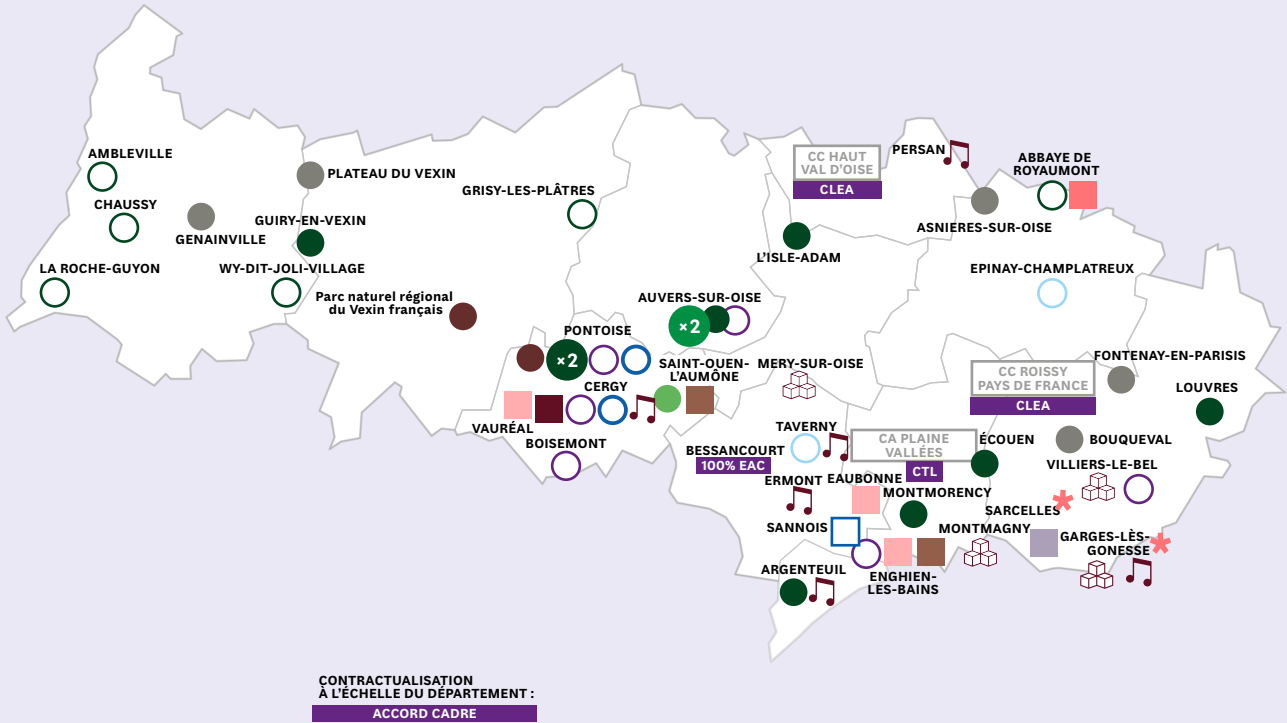 AMBLEVILLE
CHAUSSY
GENAINVILLE
LA ROCHE-GUYON
PLATEAU DU VEXIN
GUIRY-EN-VEXIN
WY-DIT-JOLI-VILLAGE
Parc naturel régional
du Vexin français
GRISY-LES-PLÂTRES
CC HAUT
VAL D'OISE
CLEA
PERSAN
ABBAYE DE
ROYAUMONT
ASNIERES-SUR-OISE
L'ISLE-ADAM
EPINAY-CHAMPLATREUX
AUVERS-SUR-OISE
×2
PONTOISE
×2
SAINT-OUEN-
L'AUMÔNE
MERY-SUR-OISE
CERGY
VAURÉAL
BOISEMONT
CC ROISSY
PAYS DE FRANCE
CLEA
FONTENAY-EN-PARISIS
LOUVRES
TAVERNY
BESSANCOURT
100% EAC
CA PLAINE
VALLÉES
CTL
ÉCOUEN
BOUQUEVAL
VILLIERS-LE-BEL
ERMONT
EAUBONNE
MONTMORENCY
SARCELLES
SANNOIS
MONTMAGNY
GARGES-LÈS-
GONESSE
ARGENTEUIL
ENGHIEN-
LES-BAINS
CONTRACTUALISATION
À L'ÉCHELLE DU DÉPARTEMENT :
ACCORD CADRE